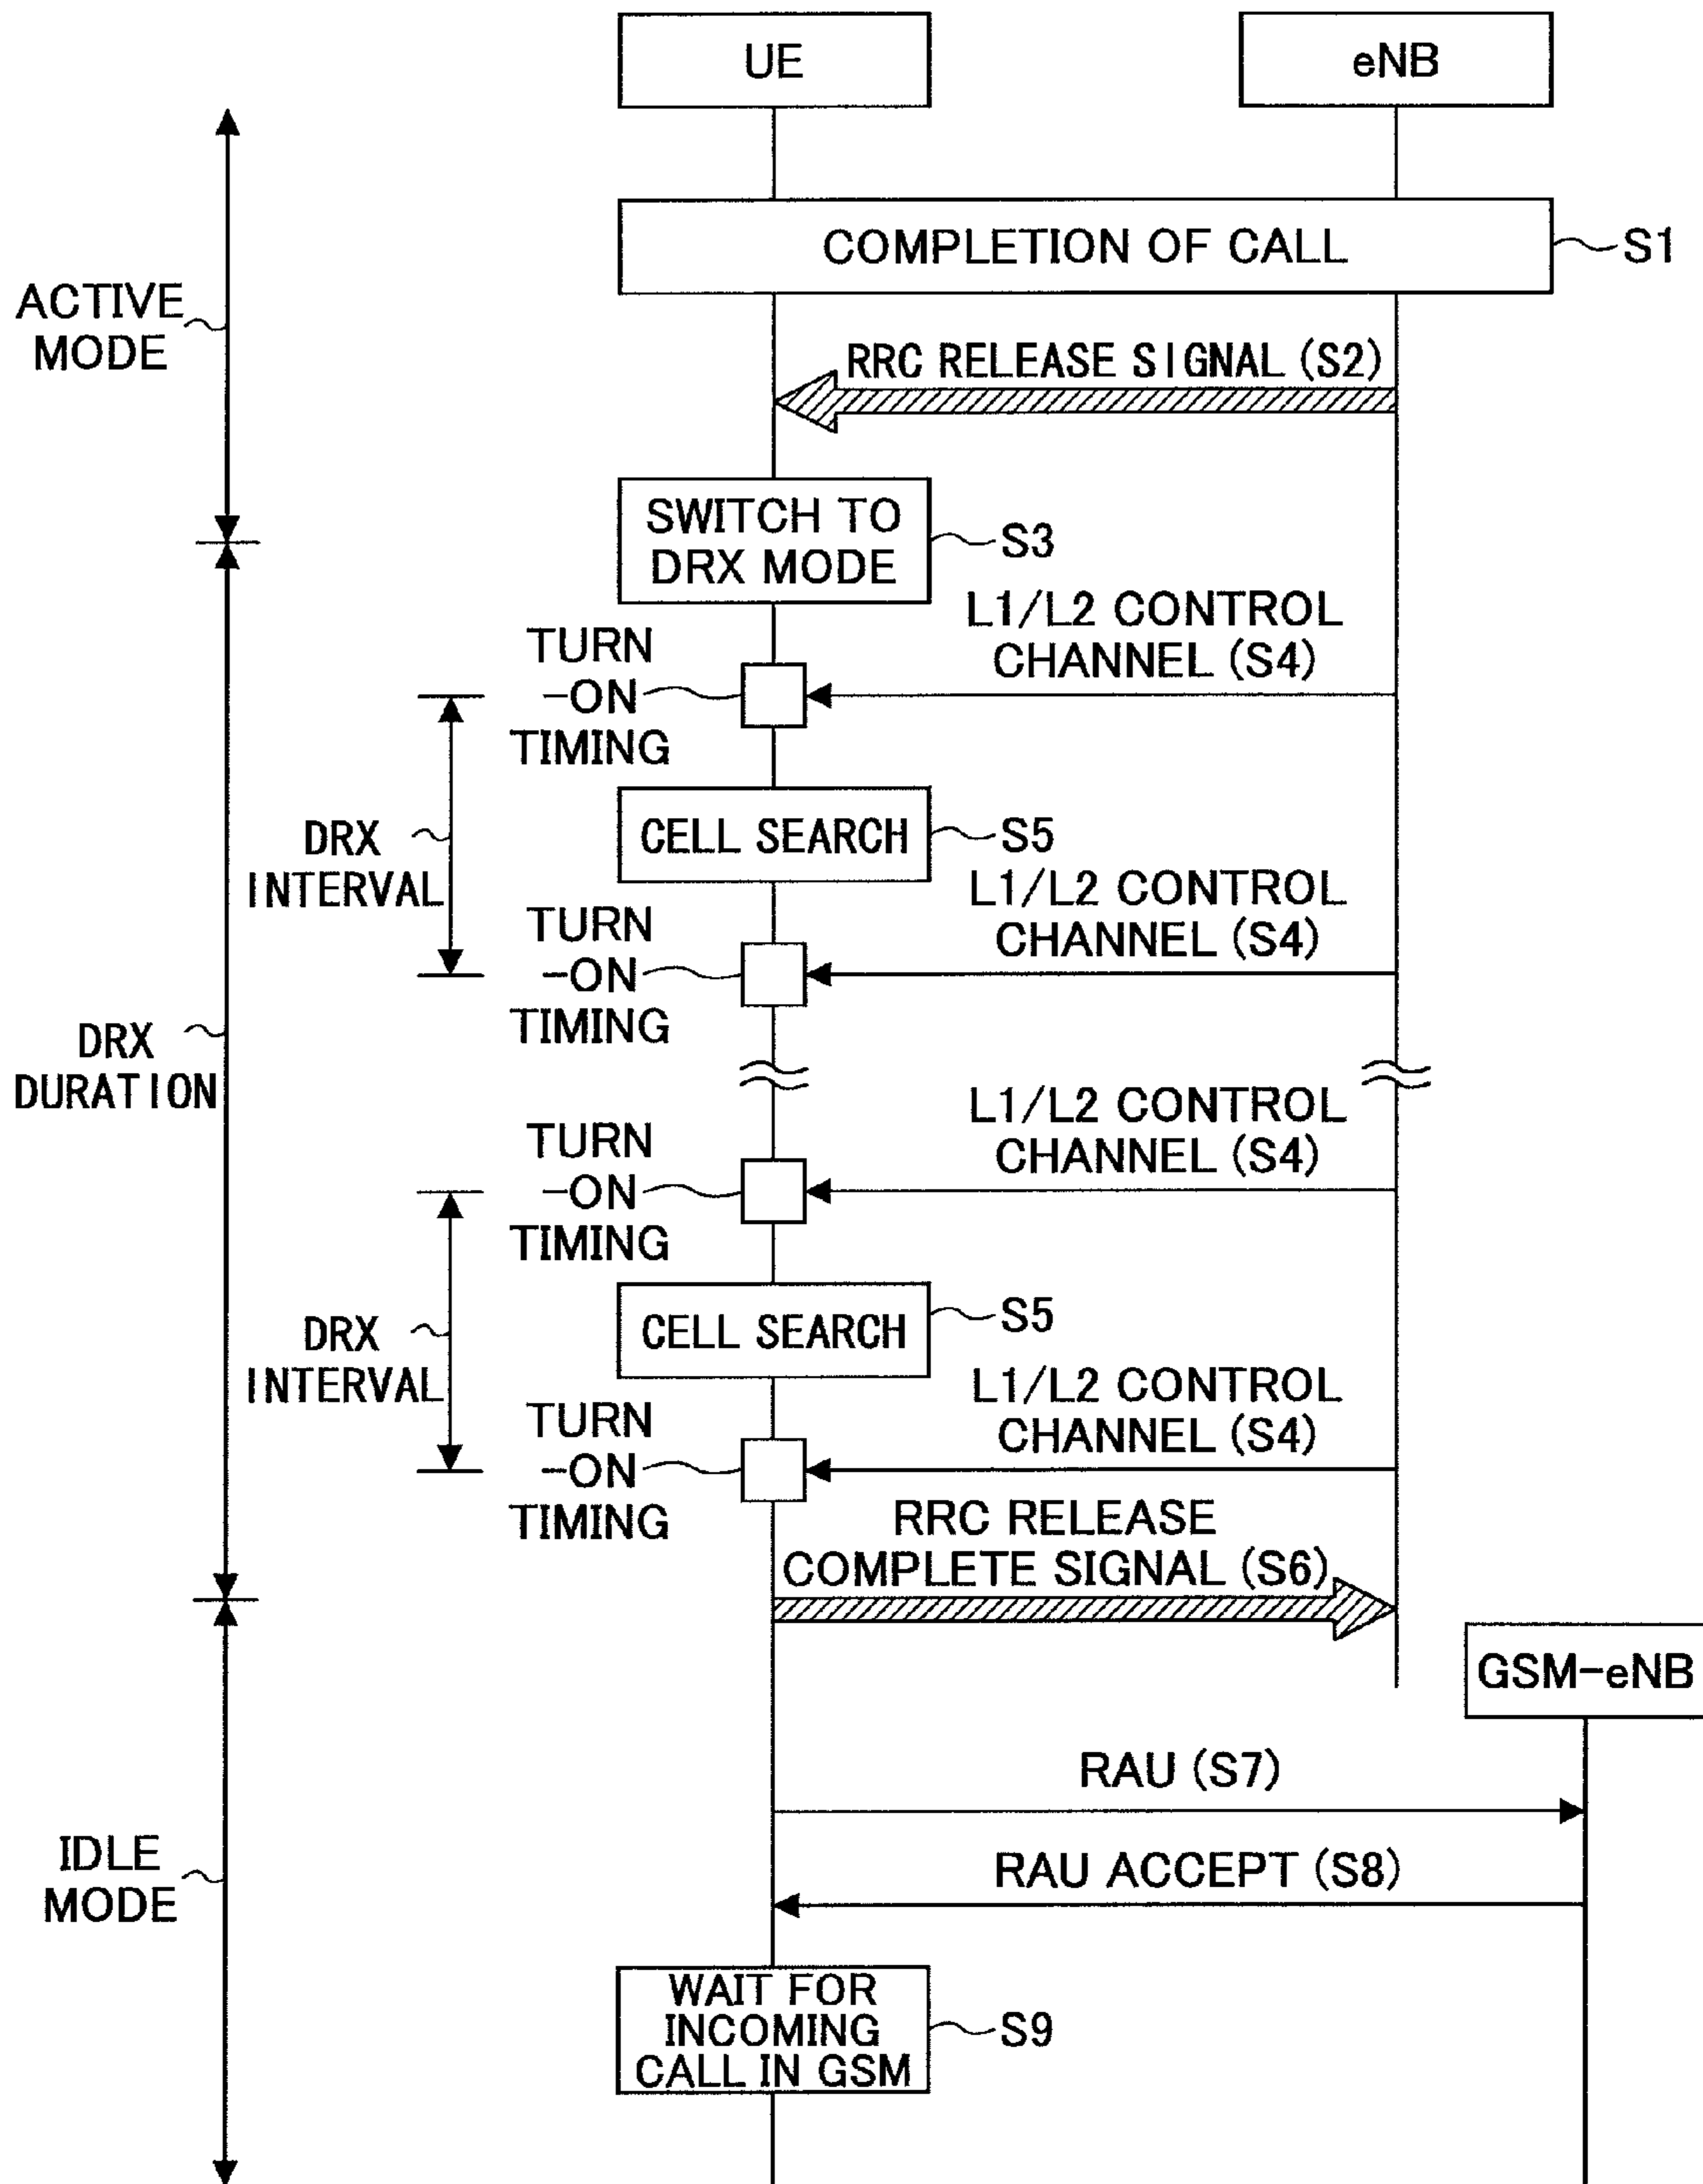 UE
eNB
COMPLETION OF CALL
S1
ACTIVE
MODE
RRC RELEASE SIGNAL (S2)
SWITCH TO
DRX MODE
S3
L1/L2 CONTROL
CHANNEL (S4)
TURN
-ON
TIMING
CELL SEARCH
S5
DRX
INTERVAL
L1/L2 CONTROL
CHANNEL (S4)
TURN
-ON
TIMING
DRX
DURATION
L1/L2 CONTROL
CHANNEL (S4)
TURN
-ON
TIMING
CELL SEARCH
S5
DRX
INTERVAL
L1/L2 CONTROL
CHANNEL (S4)
TURN
-ON
TIMING
RRC RELEASE
COMPLETE SIGNAL (S6)
GSM-eNB
RAU (S7)
IDLE
MODE
RAU ACCEPT (S8)
WAIT FOR
INCOMING
CALL IN GSM
S9